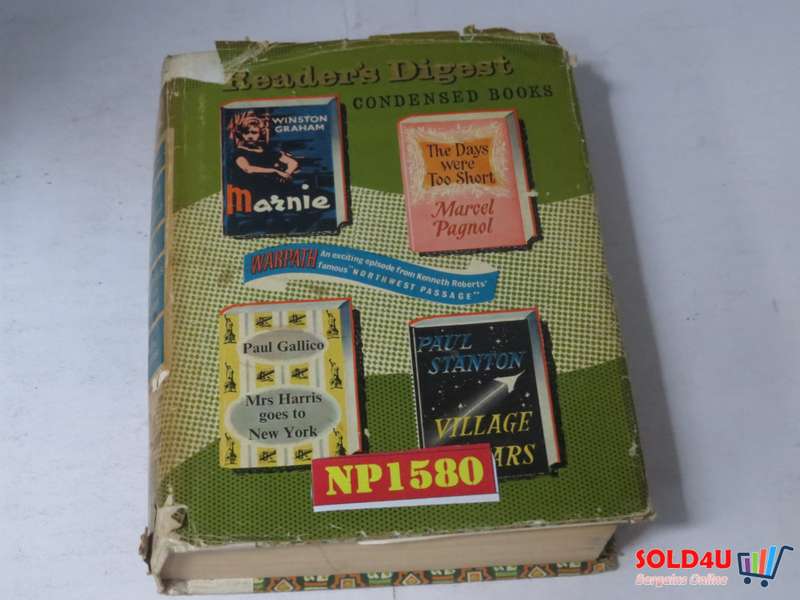 Reader's Digest
CONDENSED BOOKS
WINSTON
GRAHAM
Marnie
The Days
were
Too Short
Marcel
Pagnol
WARPATH An exciting episode from Kenneth Roberts'
famous "NORTHWEST PASSAGE"
Paul Gallico
Mrs Harris
goes to
New York
PAUL
STANTON
VILLAGE
ARS
NP1580
SOLD4U
Bargains Online